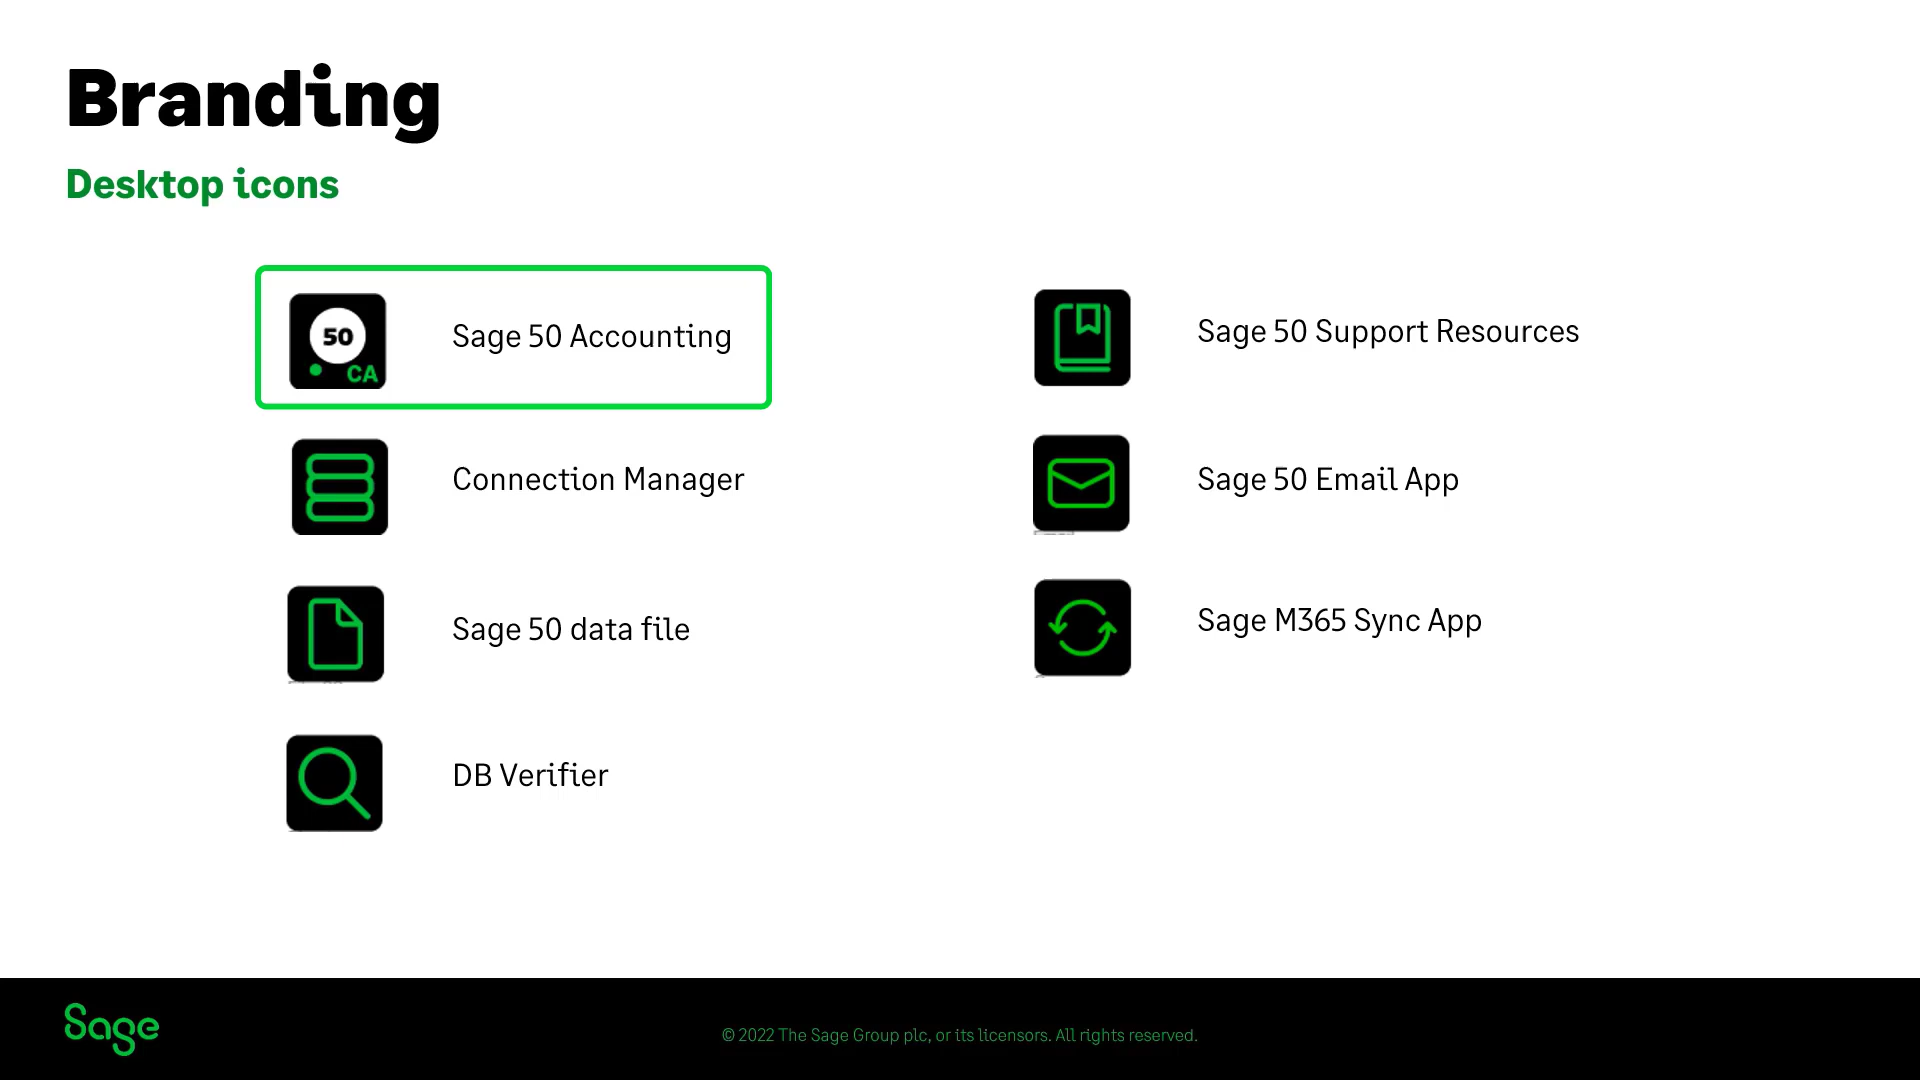 Branding
Desktop icons
50
CA
Sage 50 Accounting
Connection Manager
Sage 50 data file
DB Verifier
Sage 50 Support Resources
Sage 50 Email App
Sage M365 Sync App
Sage
© 2022 The Sage Group plc, or its licensors. All rights reserved.